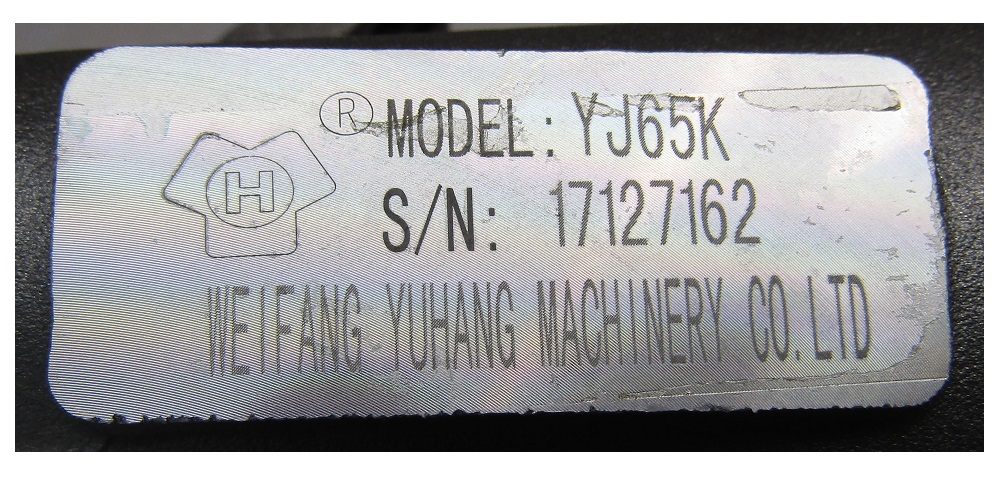 ® MODEL: YJ65K
H
S/N: 17127162
WEIFANG YUHANG MACHINERY CO.LTD